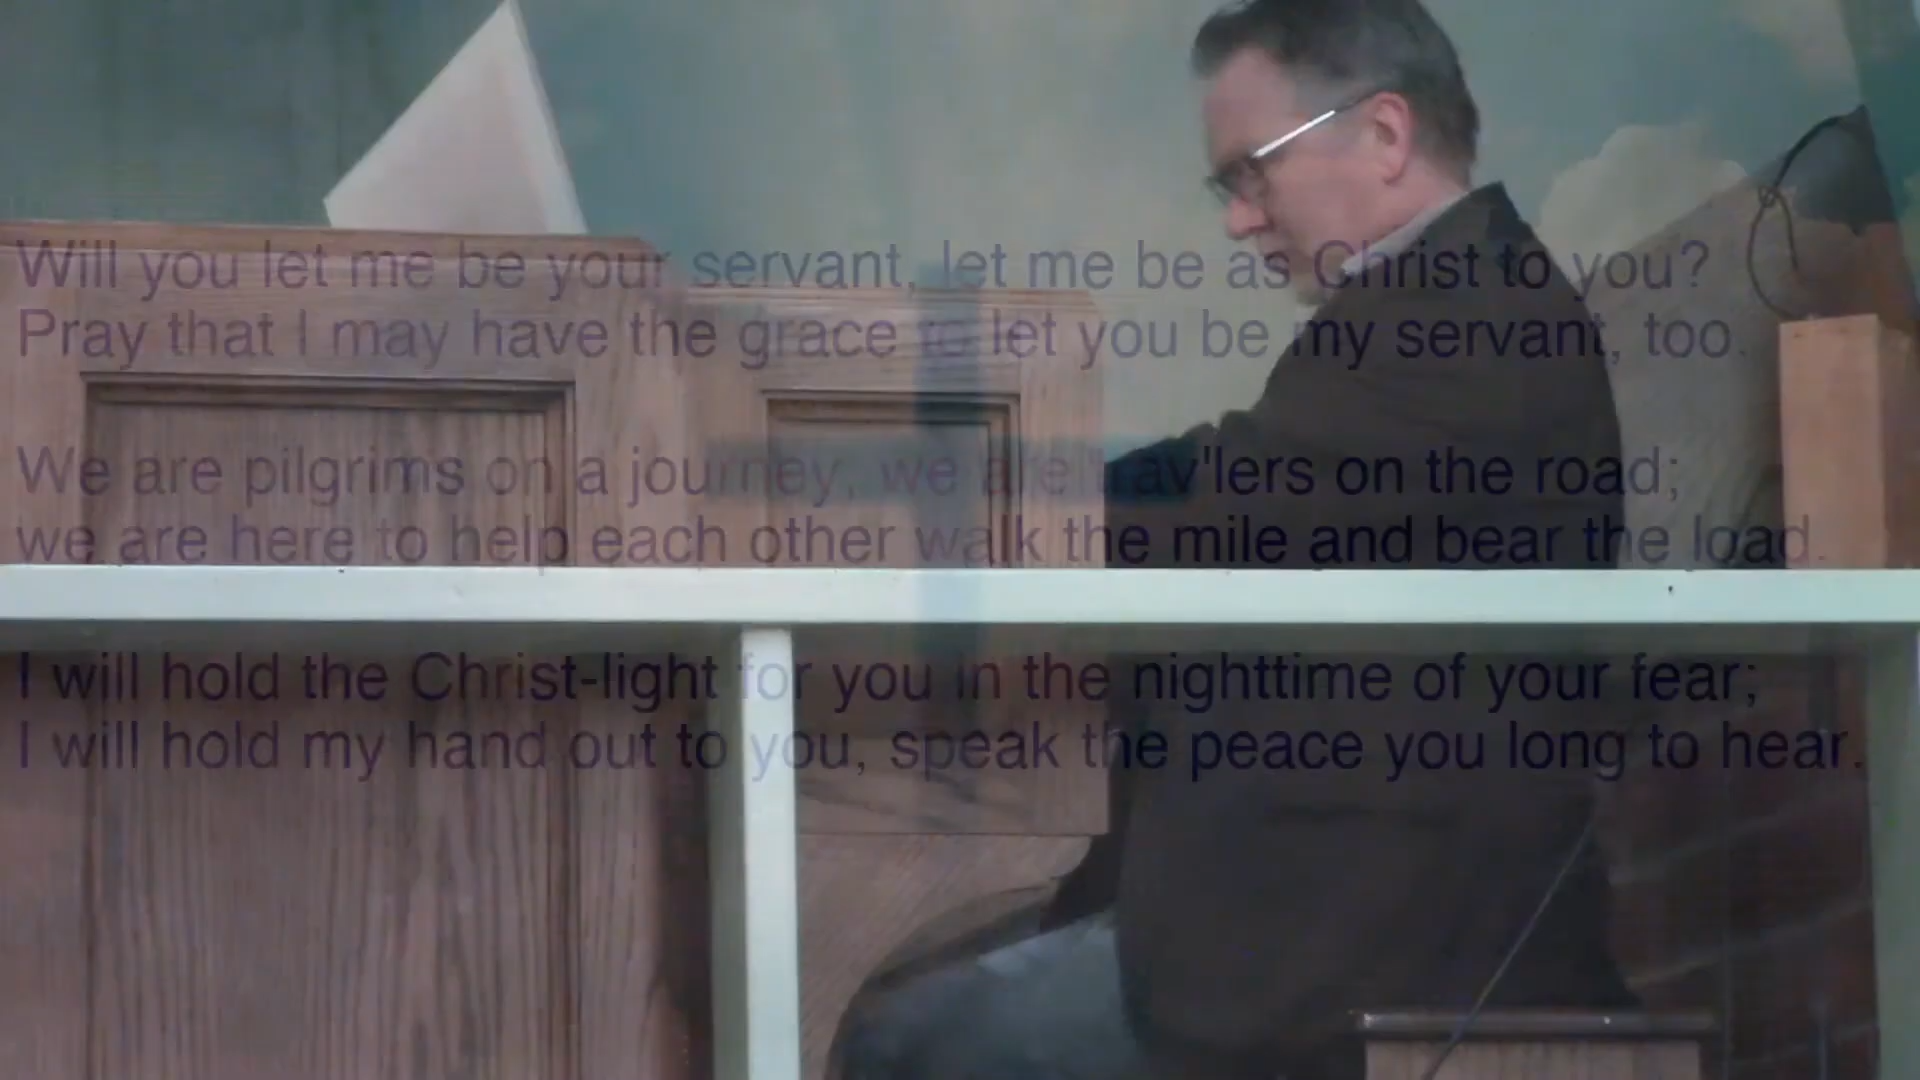 Will you let me be your servant, let me be as Christ to you?
Pray that I may have the grace to let you be my servant, too.
We are pilgrims on a journey, we are trav'lers on the road;
we are here to help each other walk the mile and bear the load.
I will hold the Christ-light for you in the nighttime of your fear;
I will hold my hand out to you, speak the peace you long to hear.